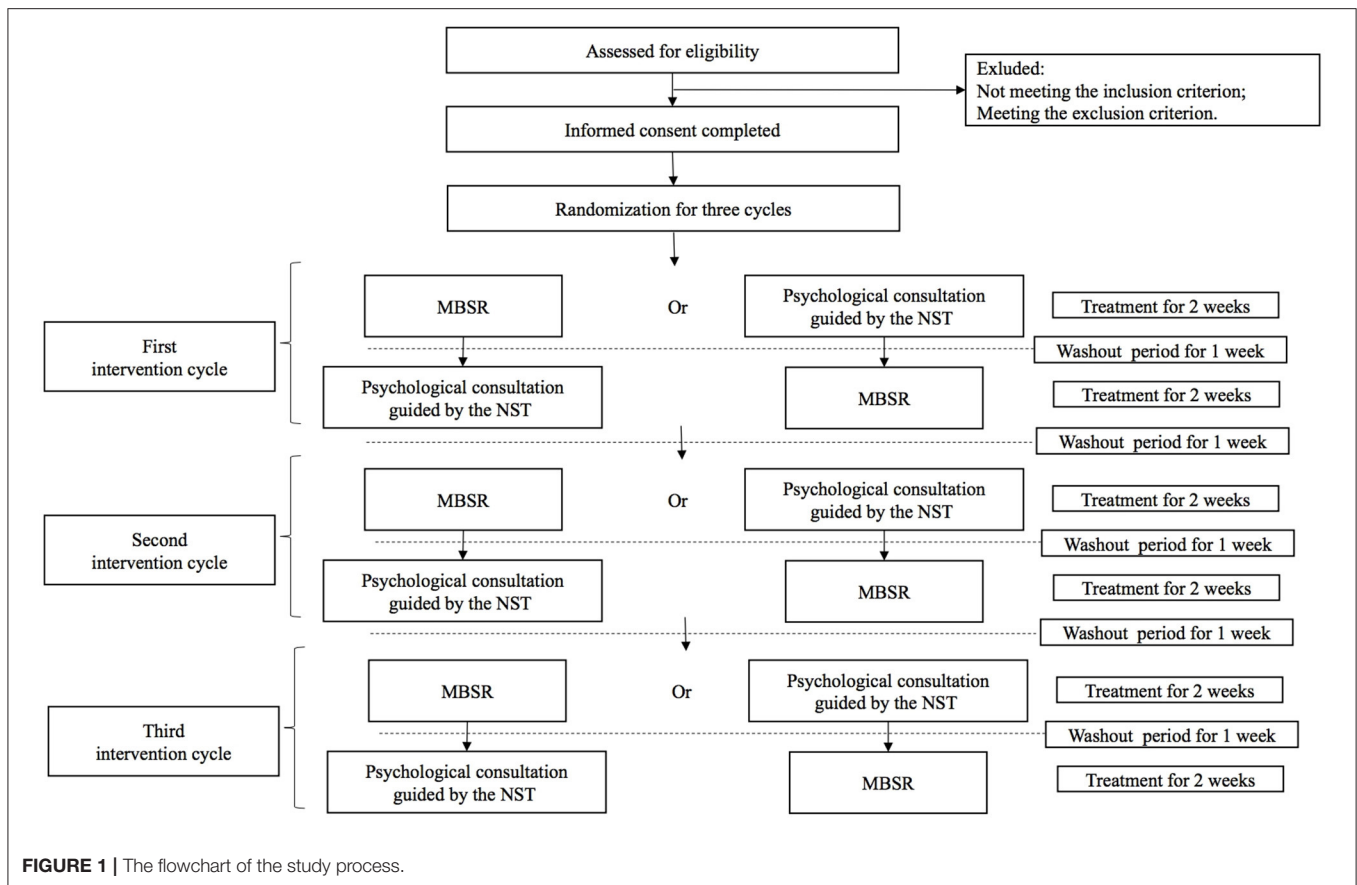 Assessed for eligibility
Exluded:
Not meeting the inclusion criterion;
Meeting the exclusion criterion.
Informed consent completed
Randomization for three cycles
First
intervention cycle
MBSR
Or
Psychological consultation
guided by the NST
Treatment for 2 weeks
Washout period for 1 week
Psychological consultation
guided by the NST
MBSR
Treatment for 2 weeks
Washout period for 1 week
Second
intervention cycle
MBSR
Or
Psychological consultation
guided by the NST
Treatment for 2 weeks
Washout period for 1 week
Psychological consultation
guided by the NST
MBSR
Treatment for 2 weeks
Washout period for 1 week
Third
intervention cycle
MBSR
Or
Psychological consultation
guided by the NST
Treatment for 2 weeks
Washout period for 1 week
Psychological consultation
guided by the NST
MBSR
Treatment for 2 weeks
FIGURE 1 | The flowchart of the study process.